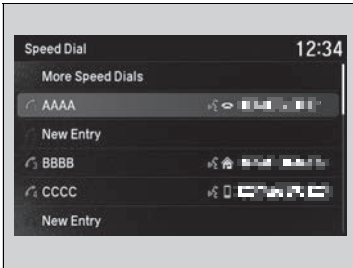 Speed Dial 12:34
More Speed Dials
AAAA
New Entry
BBBB
CCCC
New Entry